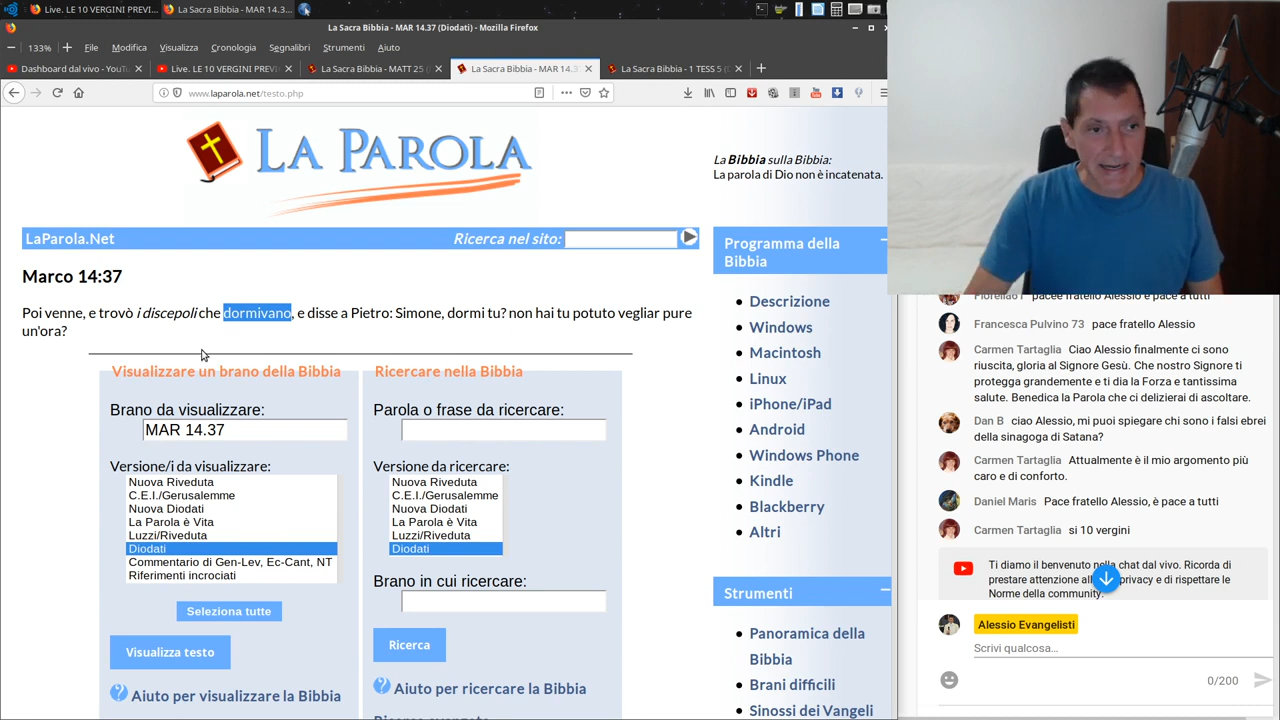 Live. LE 10 VERGINI PREVI...
La Sacra Bibbia - MAR 14.3...
La Sacra Bibbia - MAR 14.37 (Diodati) - Mozilla Firefox
133%
File
Modifica
Visualizza
Cronologia
Segnalibri
Strumenti
Aiuto
Dashboard dal vivo - YouTu
Live. LE 10 VERGINI PREVI
La Sacra Bibbia - MATT 25 (
La Sacra Bibbia - MAR 14.3
La Sacra Bibbia - 1 TESS 5 (
www.laparola.net/testo.php
LA PAROLA
La Bibbia sulla Bibbia:
La parola di Dio non è incatenata.
LaParola.Net
Ricerca nel sito:
Marco 14:37
Poi venne, e trovò i discepoli che dormivano, e disse a Pietro: Simone, dormi tu? non hai tu potuto vegliar pure
un'ora?
Visualizzare un brano della Bibbia
Brano da visualizzare:
MAR 14.37
Versione/i da visualizzare:
Nuova Riveduta
C.E.I./Gerusalemme
Nuova Diodati
La Parola è Vita
Luzzi/Riveduta
Diodati
Commentario di Gen-Lev, Ec-Cant, NT
Riferimenti incrociati
Seleziona tutte
Visualizza testo
Aiuto per visualizzare la Bibbia
Ricercare nella Bibbia
Parola o frase da ricercare:
Versione da ricercare:
Nuova Riveduta
C.E.I./Gerusalemme
Nuova Diodati
La Parola è Vita
Luzzi/Riveduta
Diodati
Brano in cui ricercare:
Ricerca
Aiuto per ricercare la Bibbia
Programma della
Bibbia
Descrizione
Windows
Macintosh
Linux
iPhone/iPad
Android
Windows Phone
Kindle
Blackberry
Altri
Strumenti
Panoramica della
Bibbia
Brani difficili
Sinossi dei Vangeli
Fiorella61 pacee fratello Alessio e pace a tutti
Francesca Pulvino 73 pace fratello Alessio
Carmen Tartaglia Ciao Alessio finalmente ci sono
riuscita, gloria al Signore Gesù. Che nostro Signore ti
protegga grandemente e ti dia la Forza e tantissima
salute. Benedica la Parola che ci delizierai di ascoltare.
Dan B ciao Alessio, mi puoi spiegare chi sono i falsi ebrei
della sinagoga di Satana?
Carmen Tartaglia Attualmente è il mio argomento più
caro e di conforto.
Daniel Maris Pace fratello Alessio, è pace a tutti
Carmen Tartaglia si 10 vergini
Ti diamo il benvenuto nella chat dal vivo. Ricorda di
prestare attenzione privacy e di rispettare le
Norme della community.
Alessio Evangelisti
Scrivi qualcosa...
0/200